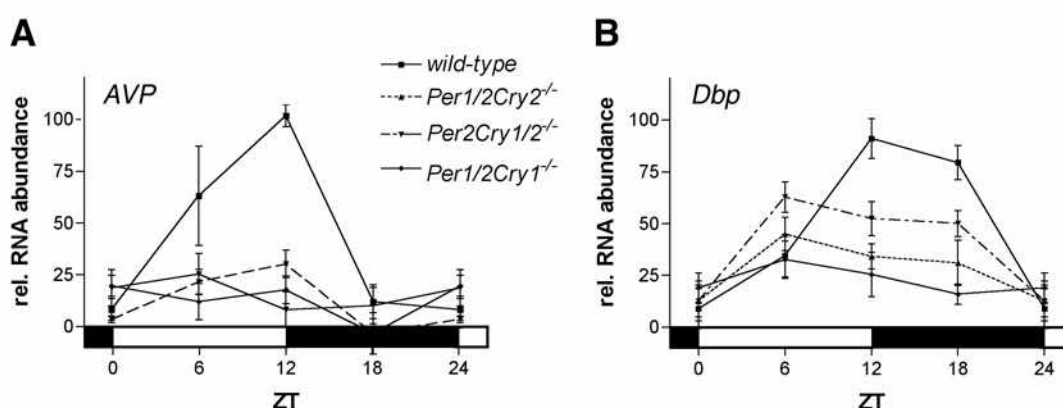 A
AVP
wild-type
Per1/2Cry2-/-
Per2Cry1/2-/-
Per1/2Cry1-/-
rel. RNA abundance
100
75
50
25
0
0 6 12 18 24
ZT
B
Dbp
rel. RNA abundance
100
75
50
25
0
0 6 12 18 24
ZT